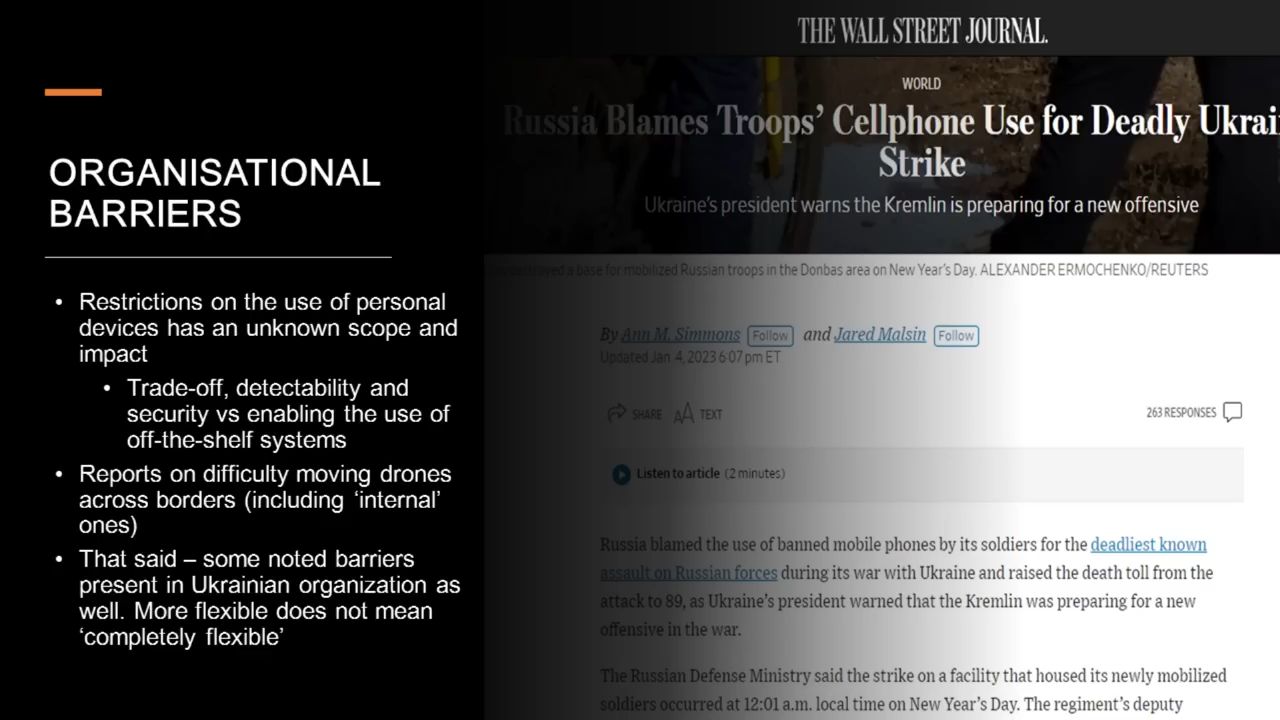 ORGANISATIONAL
BARRIERS
• Restrictions on the use of personal
devices has an unknown scope and
impact
• Trade-off, detectability and
security vs enabling the use of
off-the-shelf systems
• Reports on difficulty moving drones
across borders (including ‘internal’
ones)
• That said – some noted barriers
present in Ukrainian organization as
well. More flexible does not mean
‘completely flexible’
THE WALL STREET JOURNAL.
WORLD
Russia Blames Troops’ Cellphone Use for Deadly Ukrai
Strike
Ukraine’s president warns the Kremlin is preparing for a new offensive
destroyed a base for mobilized Russian troops in the Donbas area on New Year’s Day. ALEXANDER ERMOCHENKO/REUTERS
By Ann M. Simmons Follow and Jared Malsin Follow
Updated Jan. 4, 2023 6:07 pm ET
SHARE AA TEXT
263 RESPONSES
Listen to article (2 minutes)
Russia blamed the use of banned mobile phones by its soldiers for the deadliest known
assault on Russian forces during its war with Ukraine and raised the death toll from the
attack to 89, as Ukraine’s president warned that the Kremlin was preparing for a new
offensive in the war.
The Russian Defense Ministry said the strike on a facility that housed its newly mobilized
soldiers occurred at 12:01 a.m. local time on New Year’s Day. The regiment’s deputy